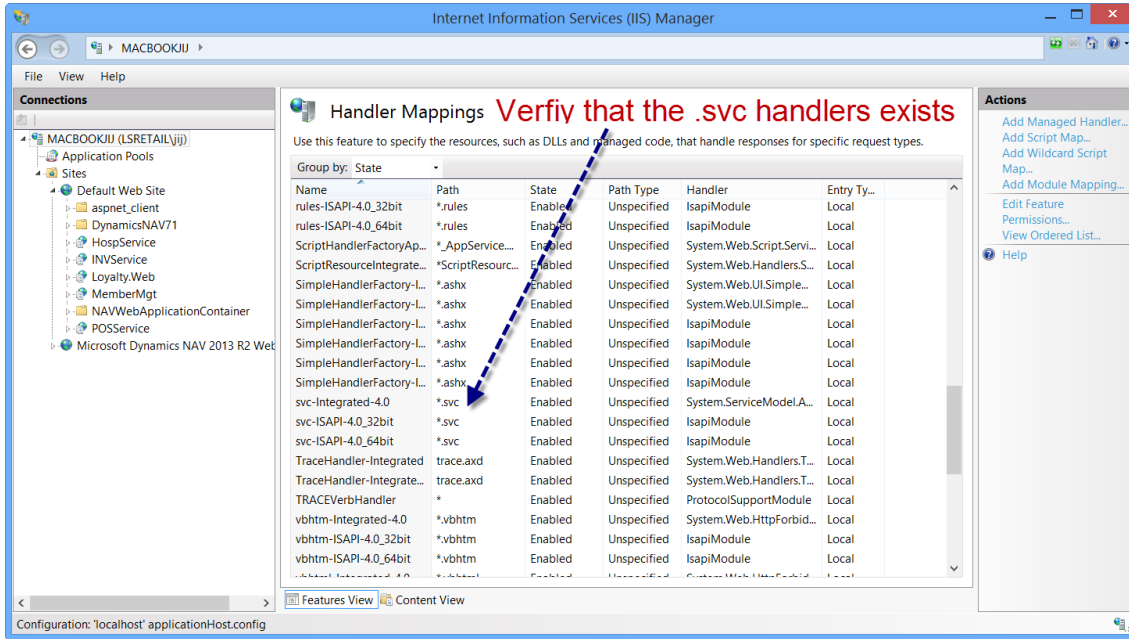 Internet Information Services (IIS) Manager
MACBOOKJIJ
File View Help
Connections
MACBOOKJIJ (LSRETAIL\jij)
Application Pools
Sites
Default Web Site
aspnet_client
DynamicsNAV71
HospService
INVService
Loyalty.Web
MemberMgt
NAVWebApplicationContainer
POSService
Microsoft Dynamics NAV 2013 R2 Web
Handler Mappings Verfiy that the .svc handlers exists
Use this feature to specify the resources, such as DLLs and managed code, that handle responses for specific request types.
Group by: State
Name Path State Path Type Handler Entry Ty...
rules-ISAPI-4.0_32bit *.rules Enabled Unspecified IsapiModule Local
rules-ISAPI-4.0_64bit *.rules Enabled Unspecified IsapiModule Local
ScriptHandlerFactoryAp... *_AppService.... Enabled Unspecified System.Web.Script.Servi... Local
ScriptResourceIntegrate... *ScriptResourc... Enabled Unspecified System.Web.Handlers.S... Local
SimpleHandlerFactory-I... *.ashx Enabled Unspecified System.Web.UI.Simple... Local
SimpleHandlerFactory-I... *.ashx Enabled Unspecified System.Web.UI.Simple... Local
SimpleHandlerFactory-I... *.ashx Enabled Unspecified IsapiModule Local
SimpleHandlerFactory-I... *.ashx Enabled Unspecified IsapiModule Local
SimpleHandlerFactory-I... *.ashx Enabled Unspecified IsapiModule Local
SimpleHandlerFactory-I... *.ashx Enabled Unspecified IsapiModule Local
svc-Integrated-4.0 *.svc Enabled Unspecified System.ServiceModel.A... Local
svc-ISAPI-4.0_32bit *.svc Enabled Unspecified IsapiModule Local
svc-ISAPI-4.0_64bit *.svc Enabled Unspecified IsapiModule Local
TraceHandler-Integrated trace.axd Enabled Unspecified System.Web.Handlers.T... Local
TraceHandler-Integrate... trace.axd Enabled Unspecified System.Web.Handlers.T... Local
TRACEVerbHandler * Enabled Unspecified ProtocolSupportModule Local
vbhtm-Integrated-4.0 *.vbhtm Enabled Unspecified System.Web.HttpForbid... Local
vbhtm-ISAPI-4.0_32bit *.vbhtm Enabled Unspecified IsapiModule Local
vbhtm-ISAPI-4.0_64bit *.vbhtm Enabled Unspecified IsapiModule Local
Features View Content View
Actions
Add Managed Handler...
Add Script Map...
Add Wildcard Script
Map...
Add Module Mapping...
Edit Feature
Permissions...
View Ordered List...
Help
Configuration: 'localhost' applicationHost.config